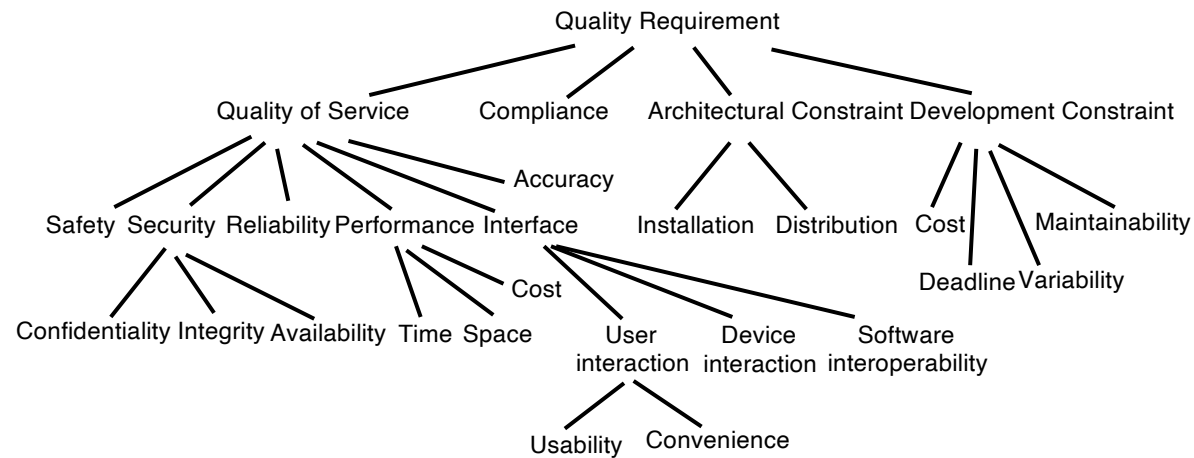 Quality Requirement
Quality of Service
Compliance
Architectural Constraint
Development Constraint
Accuracy
Safety
Security
Reliability
Performance
Interface
Installation
Distribution
Cost
Maintainability
Deadline
Variability
Cost
Confidentiality
Integrity
Availability
Time
Space
User
interaction
Device
interaction
Software
interoperability
Usability
Convenience